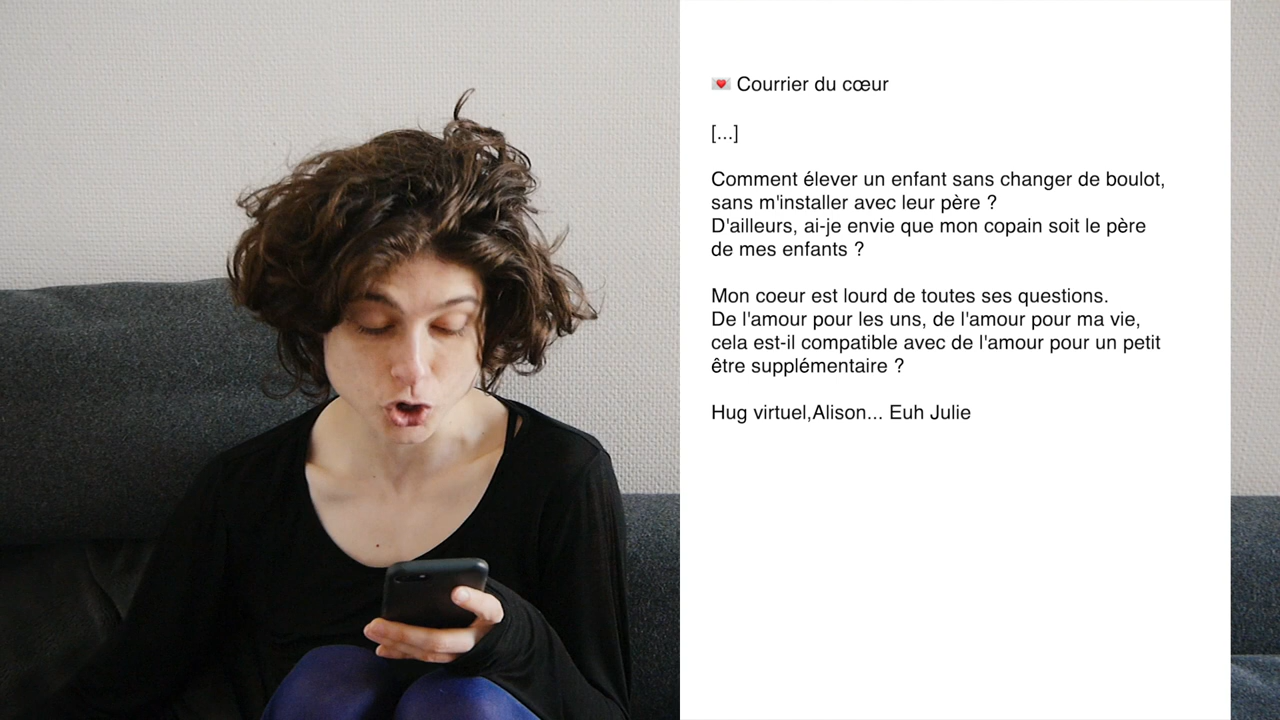 💌 Courrier du cœur
[...]
Comment élever un enfant sans changer de boulot,
sans m'installer avec leur père ?
D'ailleurs, ai-je envie que mon copain soit le père
de mes enfants ?
Mon coeur est lourd de toutes ses questions.
De l'amour pour les uns, de l'amour pour ma vie,
cela est-il compatible avec de l'amour pour un petit
être supplémentaire ?
Hug virtuel,Alison... Euh Julie